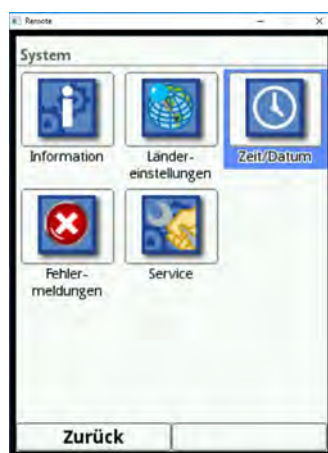 Remote
System
Information
Länder-
einstellungen
Zeit/Datum
Fehler-
meldungen
Service
Zurück